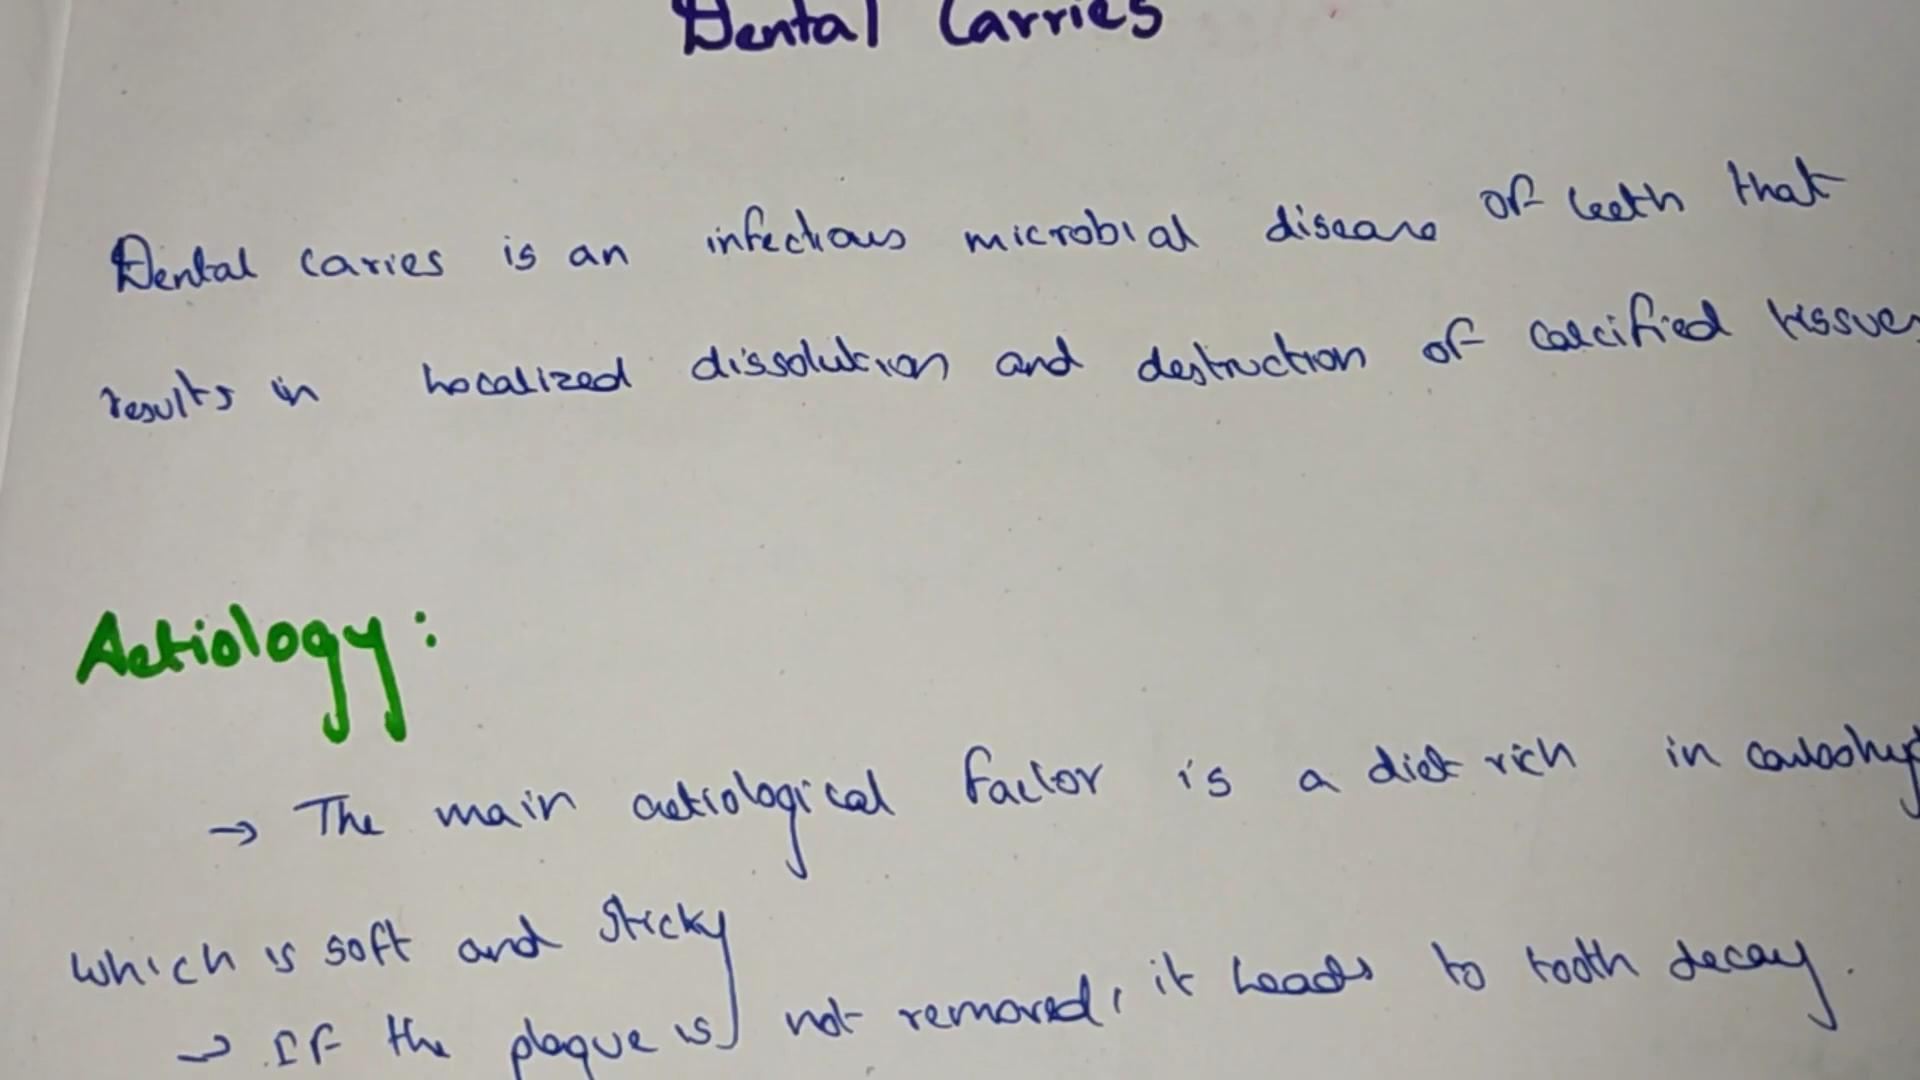 Dental Carries
Dental caries is an infectious microbial disease of teeth that
results in localized dissolution and destruction of calcified tissues
Aetiology:
→ The main aetiological factor is a diet rich in
which is soft and sticky
→ If the plaque is not removed, it leads to tooth decay.